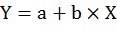 Y = a + b × X